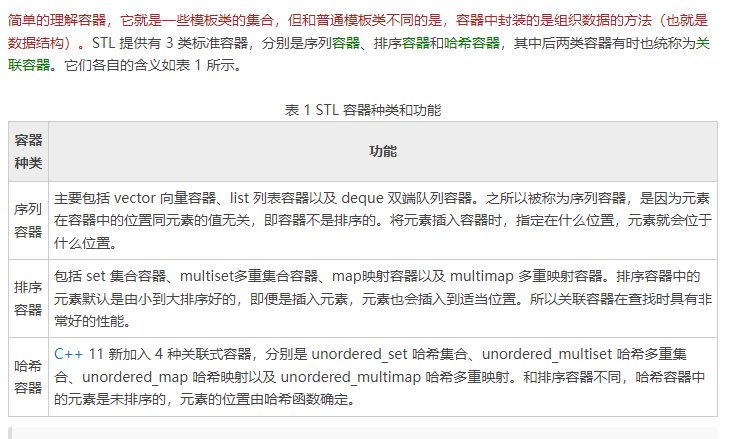 简单的理解容器，它就是一些模板类的集合，但和普通模板类不同的是，容器中封装的是组织数据的方法（也就是
数据结构）。STL 提供有 3 类标准容器，分别是序列容器、排序容器和哈希容器，其中后两类容器有时也统称为关
联容器。它们各自的含义如表 1 所示。
表 1 STL 容器种类和功能
容器
种类
功能
序列
容器
主要包括 vector 向量容器、list 列表容器以及 deque 双端队列容器。之所以被称为序列容器，是因为元素
在容器中的位置同元素的值无关，即容器不是排序的。将元素插入容器时，指定在什么位置，元素就会位于
什么位置。
排序
容器
包括 set 集合容器、multiset多重集合容器、map映射容器以及 multimap 多重映射容器。排序容器中的
元素默认是由小到大排序好的，即便是插入元素，元素也会插入到适当位置。所以关联容器在查找时具有非
常好的性能。
哈希
容器
C++ 11 新加入 4 种关联式容器，分别是 unordered_set 哈希集合、unordered_multiset 哈希多重集
合、unordered_map 哈希映射以及 unordered_multimap 哈希多重映射。和排序容器不同，哈希容器中
的元素是未排序的，元素的位置由哈希函数确定。